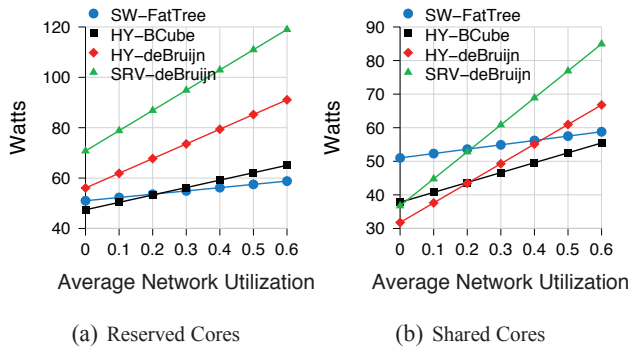 SW−FatTree
HY−BCube
HY−deBruijn
SRV−deBruijn
Watts
120
100
80
60
40
0 0.1 0.2 0.3 0.4 0.5 0.6
Average Network Utilization
(a) Reserved Cores
SW−FatTree
HY−BCube
HY−deBruijn
SRV−deBruijn
Watts
90
80
70
60
50
40
30
0 0.1 0.2 0.3 0.4 0.5 0.6
Average Network Utilization
(b) Shared Cores